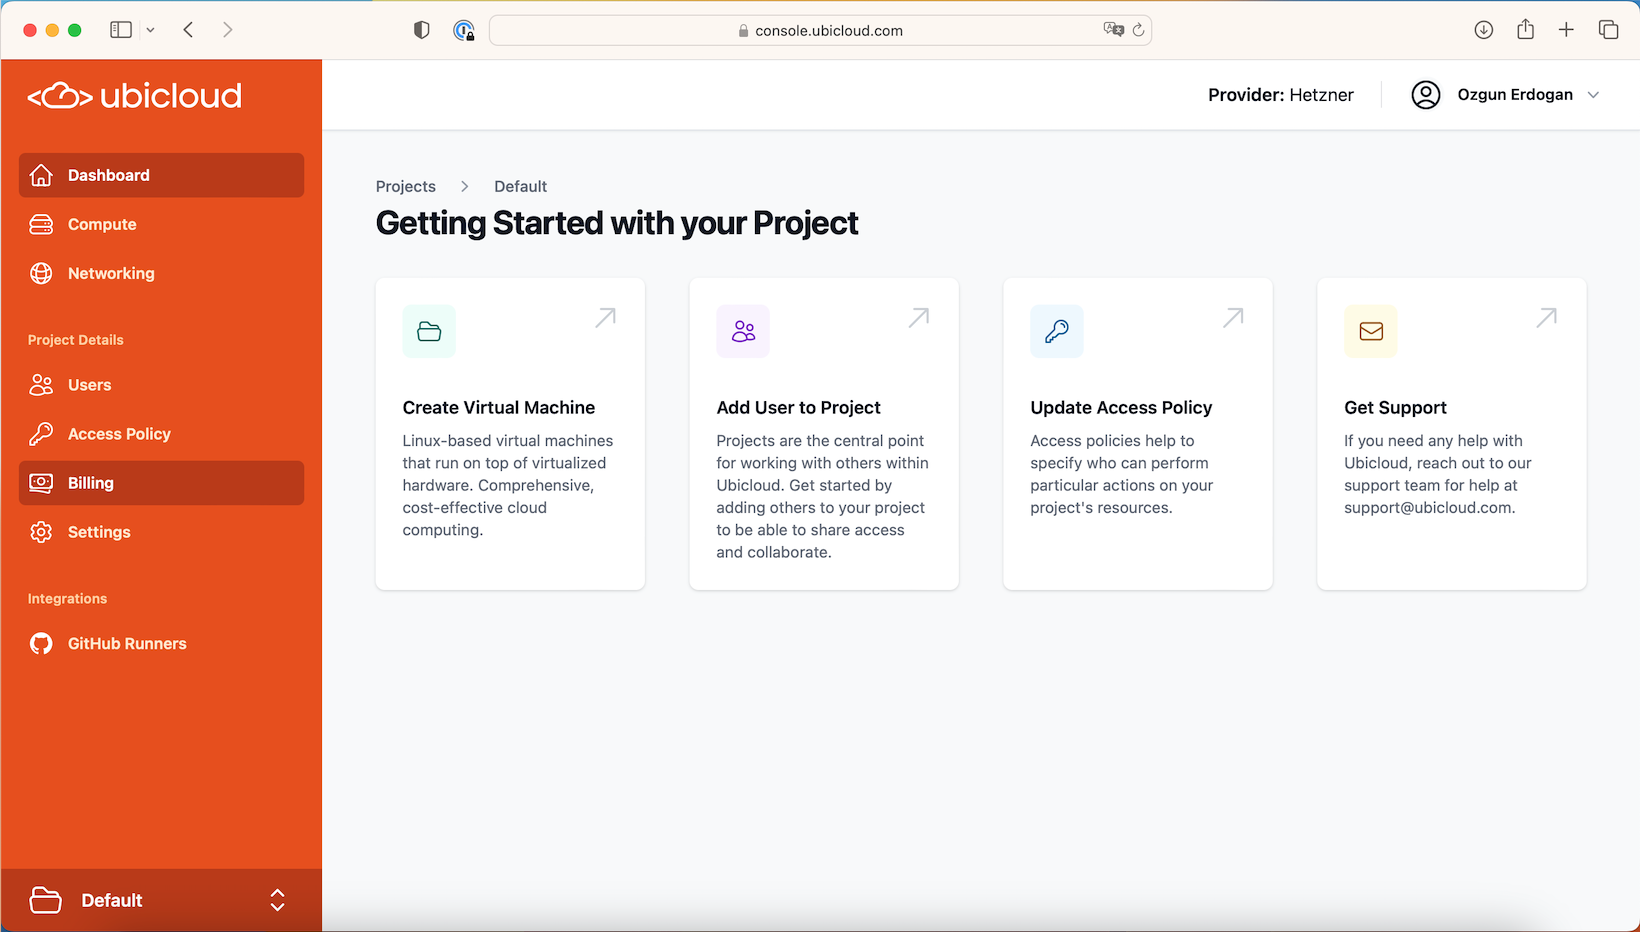 console.ubicloud.com
ubicloud
Provider: Hetzner
Ozgun Erdogan
Dashboard
Compute
Networking
Project Details
Users
Access Policy
Billing
Settings
Integrations
GitHub Runners
Default
Projects
Default
Getting Started with your Project
Create Virtual Machine
Linux-based virtual machines
that run on top of virtualized
hardware. Comprehensive,
cost-effective cloud
computing.
Add User to Project
Projects are the central point
for working with others within
Ubicloud. Get started by
adding others to your project
to be able to share access
and collaborate.
Update Access Policy
Access policies help to
specify who can perform
particular actions on your
project's resources.
Get Support
If you need any help with
Ubicloud, reach out to our
support team for help at
support@ubicloud.com.